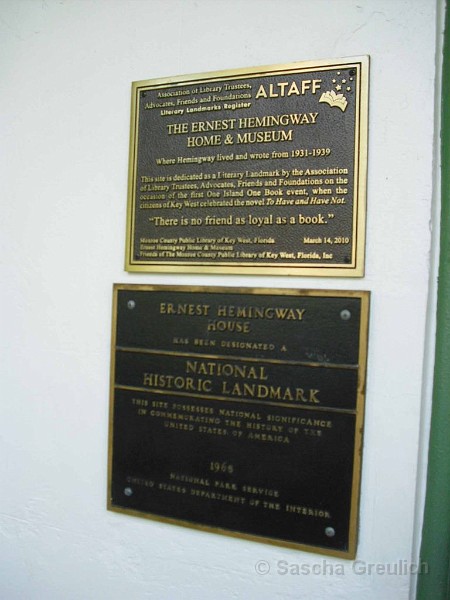 Association of Library Trustees,
Advocates, Friends and Foundations ALTAFF
Literary Landmarks Register
THE ERNEST HEMINGWAY
HOME & MUSEUM
Where Hemingway lived and wrote from 1931-1939
This site is dedicated as a Literary Landmark by the Association
of Library Trustees, Advocates, Friends and Foundations on the
occasion of the first One Island One Book event, when the
citizens of Key West celebrated the novel To Have and Have Not.
"There is no friend as loyal as a book."
Monroe County Public Library of Key West, Florida March 14, 2010
Ernest Hemingway Home & Museum
Friends of The Monroe County Public Library of Key West, Florida, Inc
ERNEST HEMINGWAY
HOUSE
HAS BEEN DESIGNATED A
NATIONAL
HISTORIC LANDMARK
THIS SITE POSSESSES NATIONAL SIGNIFICANCE
IN COMMEMORATING THE HISTORY OF THE
UNITED STATES OF AMERICA
1968
NATIONAL PARK SERVICE
UNITED STATES DEPARTMENT OF THE INTERIOR
© Sascha Greulich